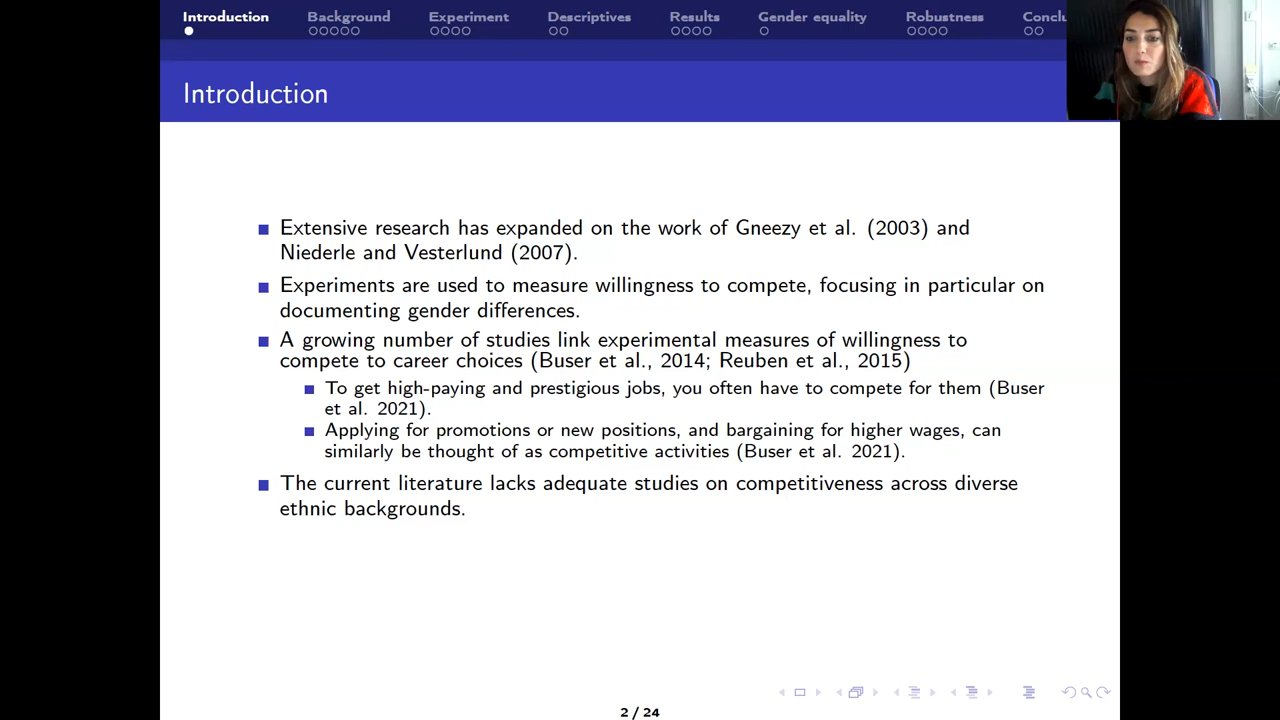 Introduction Background Experiment Descriptives Results Gender equality Robustness Conclu
Introduction
Extensive research has expanded on the work of Gneezy et al. (2003) and
Niederle and Vesterlund (2007).
Experiments are used to measure willingness to compete, focusing in particular on
documenting gender differences.
A growing number of studies link experimental measures of willingness to
compete to career choices (Buser et al., 2014; Reuben et al., 2015)
To get high-paying and prestigious jobs, you often have to compete for them (Buser
et al. 2021).
Applying for promotions or new positions, and bargaining for higher wages, can
similarly be thought of as competitive activities (Buser et al. 2021).
The current literature lacks adequate studies on competitiveness across diverse
ethnic backgrounds.
2 / 24